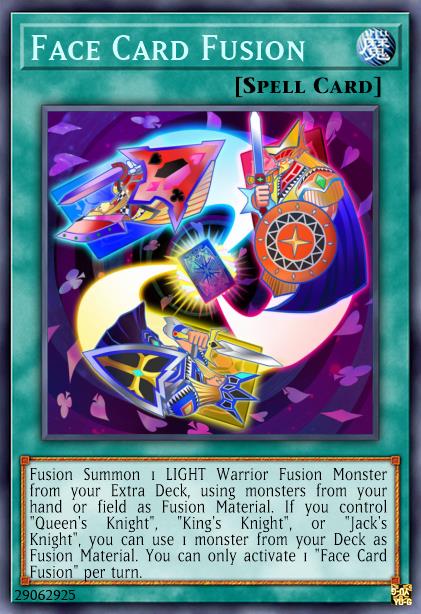 Face Card Fusion
魔
[Spell Card]
Fusion Summon 1 LIGHT Warrior Fusion Monster
from your Extra Deck, using monsters from your
hand or field as Fusion Material. If you control
"Queen's Knight", "King's Knight", or "Jack's
Knight", you can use 1 monster from your Deck as
Fusion Material. You can only activate 1 "Face Card
Fusion" per turn.
29062925